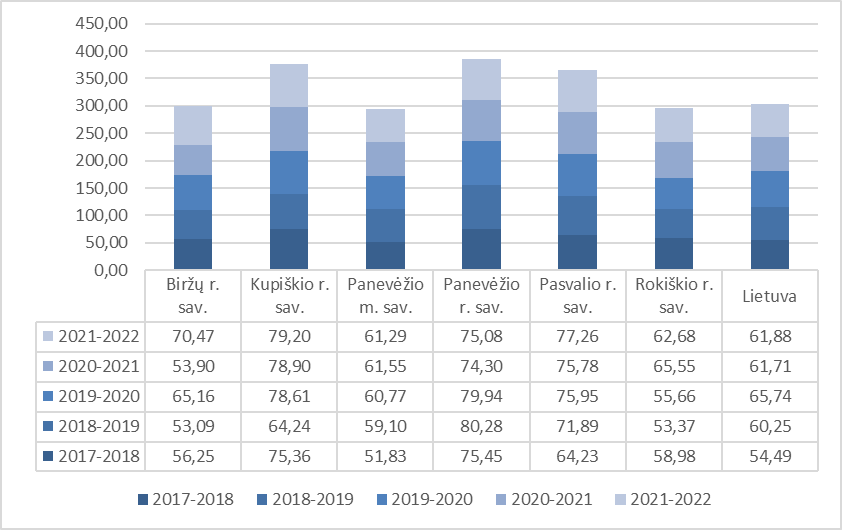 450,00
400,00
350,00
300,00
250,00
200,00
150,00
100,00
50,00
0,00
Biržų r. sav. Kupiškio r. sav. Panevėžio m. sav. Panevėžio r. sav. Pasvalio r. sav. Rokiškio r. sav. Lietuva
2021-2022 70,47 79,20 61,29 75,08 77,26 62,68 61,88
2020-2021 53,90 78,90 61,55 74,30 75,78 65,55 61,71
2019-2020 65,16 78,61 60,77 79,94 75,95 55,66 65,74
2018-2019 53,09 64,24 59,10 80,28 71,89 53,37 60,25
2017-2018 56,25 75,36 51,83 75,45 64,23 58,98 54,49
2017-2018 2018-2019 2019-2020 2020-2021 2021-2022